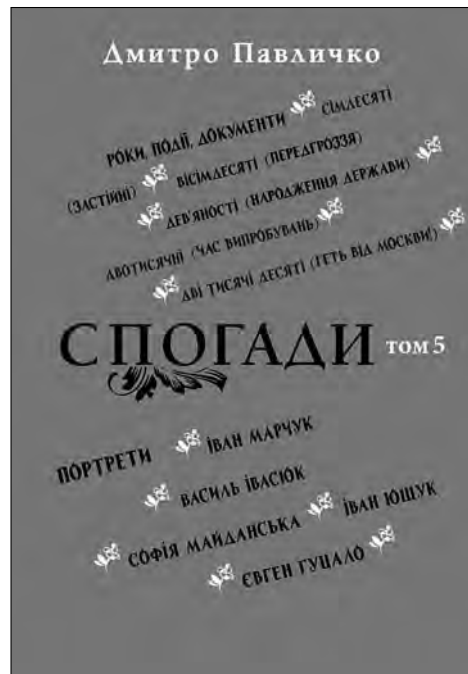 Дмитро Павличко
РОКИ, ПОДІЇ, ДОКУМЕНТИ СІМДЕСЯТІ
(ЗАСТІЙНІ) ВІСІМДЕСЯТІ (ПЕРЕДГРОЗЗЯ)
ДЕВ'ЯНОСТІ (НАРОДЖЕННЯ ДЕРЖАВИ)
ДВОТИСЯЧНІ (ЧАС ВИПРОБУВАНЬ)
ДВІ ТИСЯЧІ ДЕСЯТІ (ГЕТЬ ВІД МОСКВИ!)
СПОГАДИ ТОМ 5
ПОРТРЕТИ ІВАН МАРЧУК
ВАСИЛЬ ІВАСЮК
СОФІЯ МАЙДАНСЬКА ІВАН ЮЩУК
ЄВГЕН ГУЦАЛО